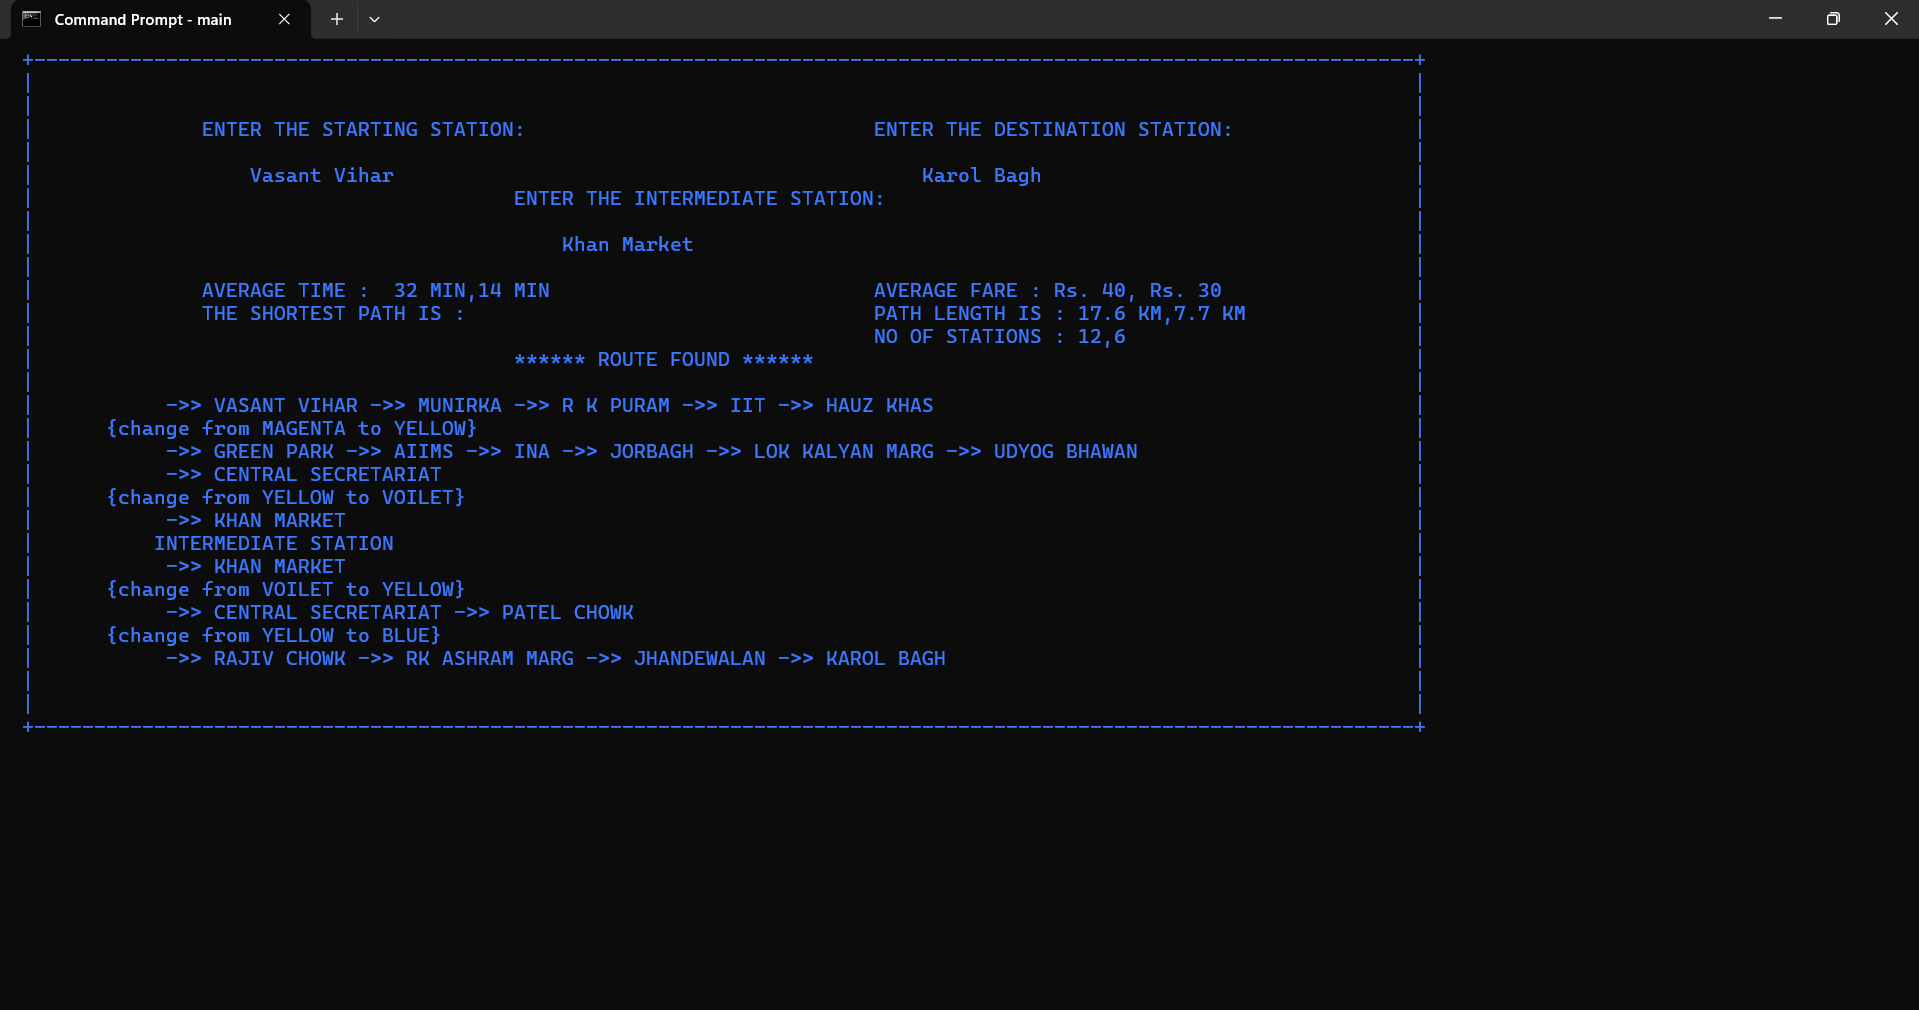 Command Prompt - main
ENTER THE STARTING STATION: ENTER THE DESTINATION STATION:
Vasant Vihar Karol Bagh
ENTER THE INTERMEDIATE STATION:
Khan Market
AVERAGE TIME : 32 MIN,14 MIN AVERAGE FARE : Rs. 40, Rs. 30
THE SHORTEST PATH IS : PATH LENGTH IS : 17.6 KM,7.7 KM
NO OF STATIONS : 12,6
****** ROUTE FOUND ******
->> VASANT VIHAR ->> MUNIRKA ->> R K PURAM ->> IIT ->> HAUZ KHAS
{change from MAGENTA to YELLOW}
->> GREEN PARK ->> AIIMS ->> INA ->> JORBAGH ->> LOK KALYAN MARG ->> UDYOG BHAWAN
->> CENTRAL SECRETARIAT
{change from YELLOW to VOILET}
->> KHAN MARKET
INTERMEDIATE STATION
->> KHAN MARKET
{change from VOILET to YELLOW}
->> CENTRAL SECRETARIAT ->> PATEL CHOWK
{change from YELLOW to BLUE}
->> RAJIV CHOWK ->> RK ASHRAM MARG ->> JHANDEWALAN ->> KAROL BAGH